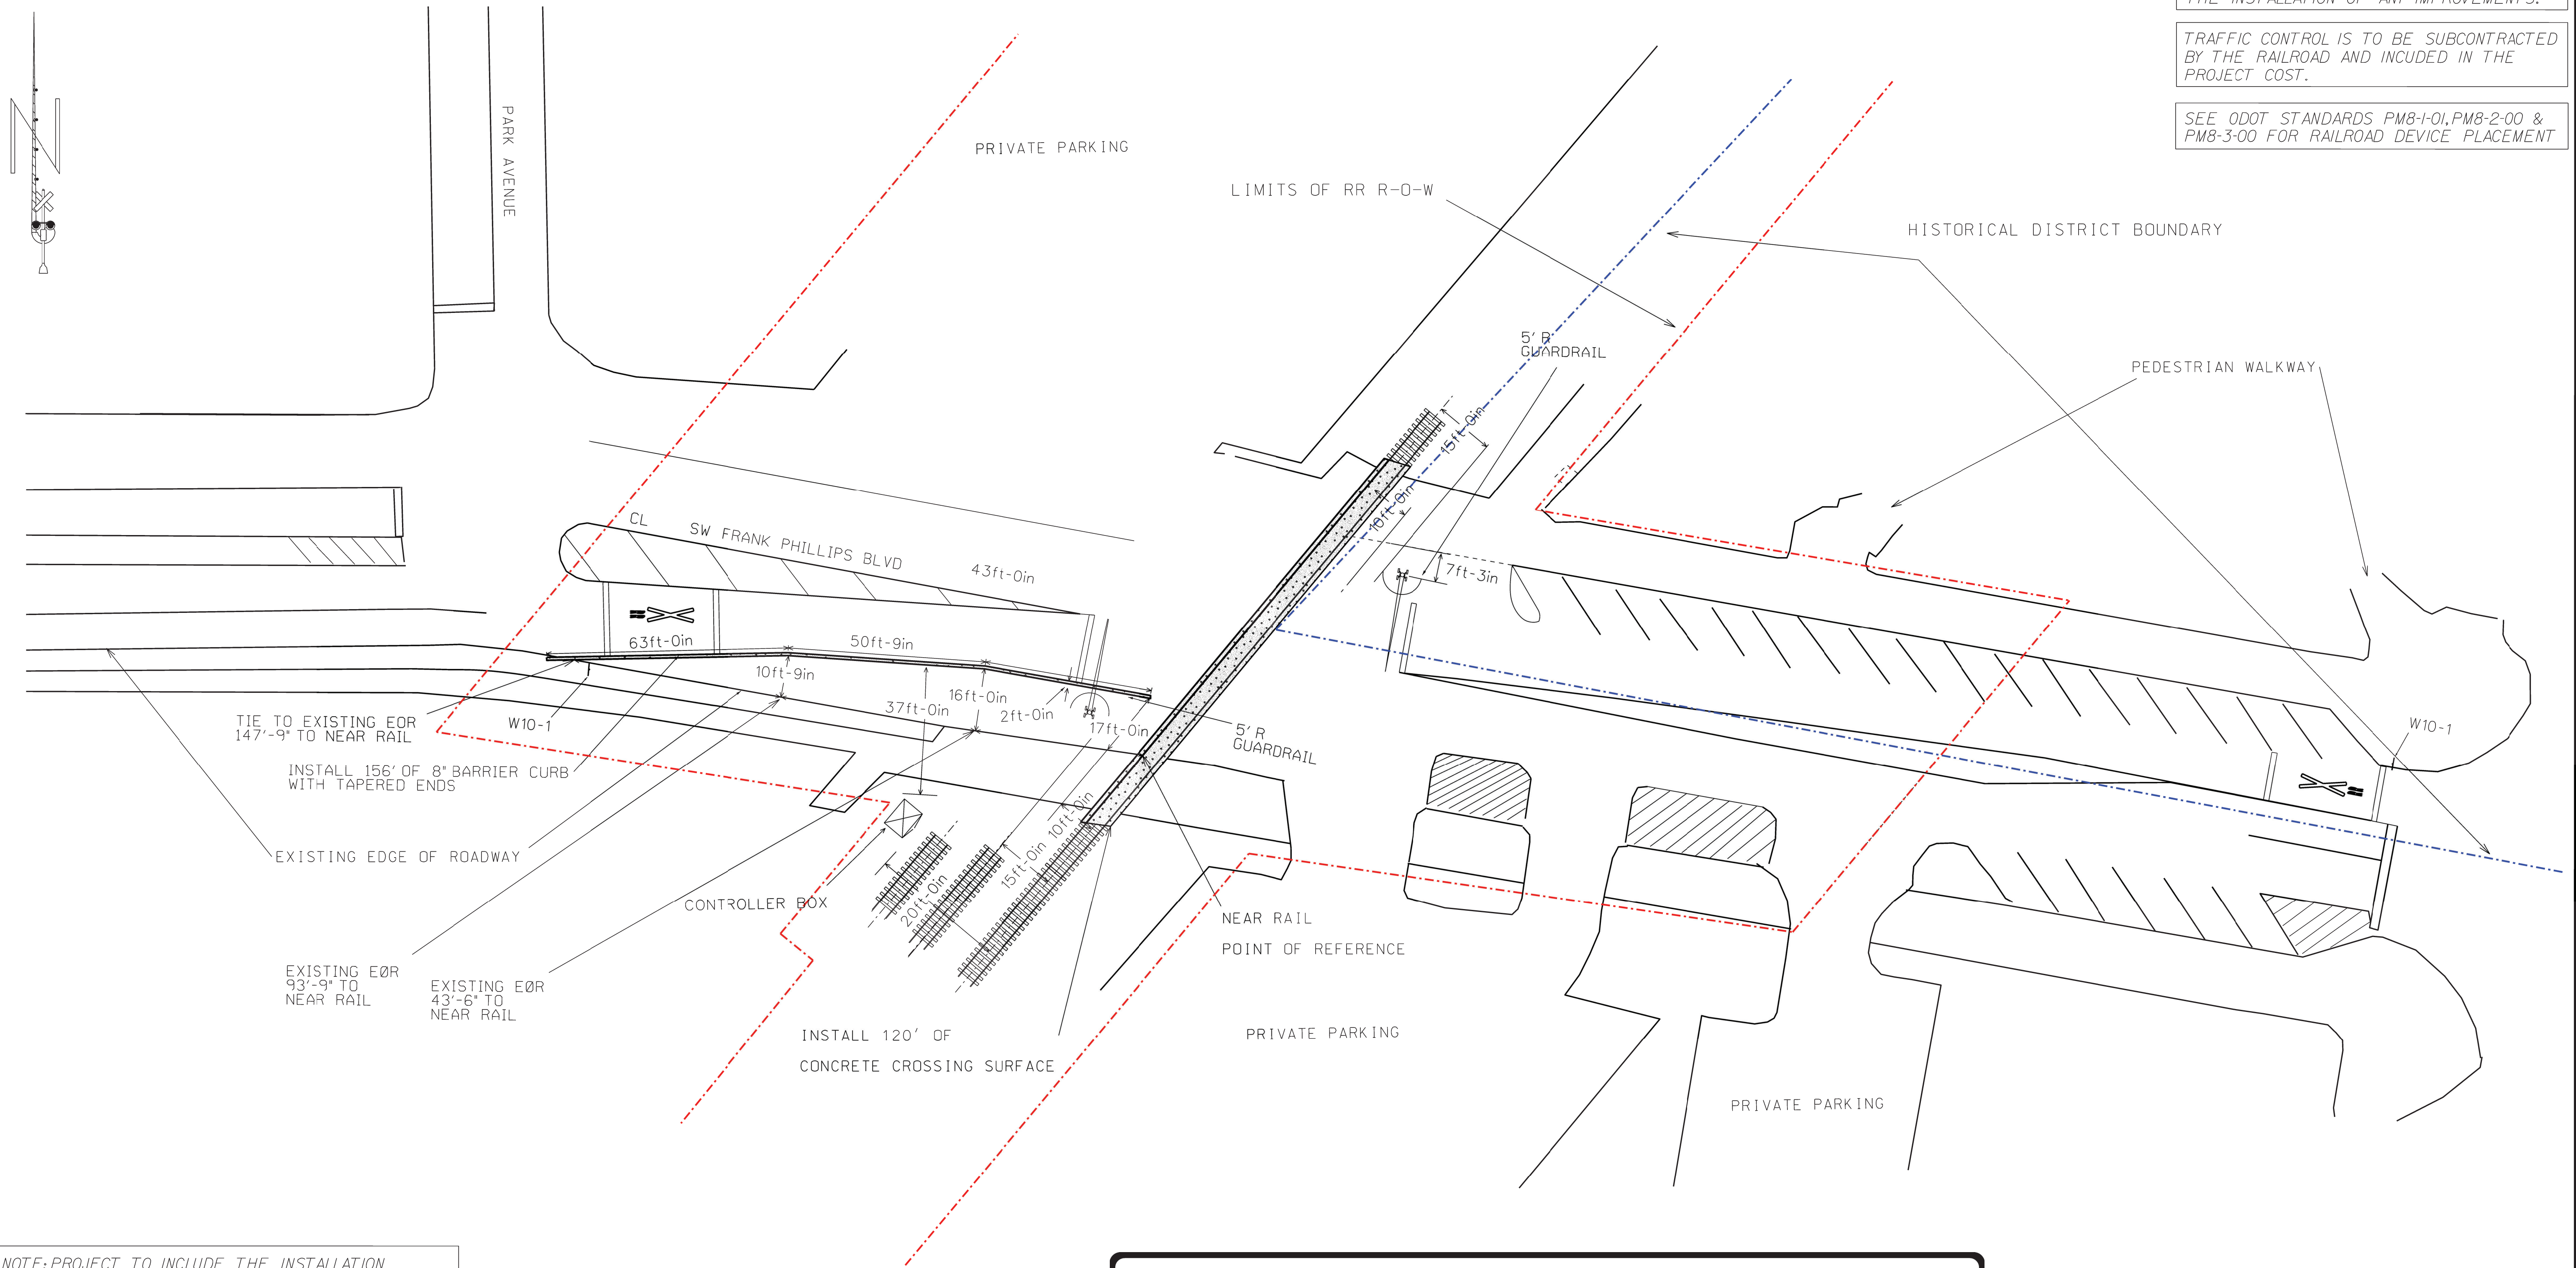 THE INSTALLATION OF ANY IMPROVEMENTS.
TRAFFIC CONTROL IS TO BE SUBCONTRACTED
BY THE RAILROAD AND INCUDED IN THE
PROJECT COST.
SEE ODOT STANDARDS PM8-1-01, PM8-2-00 &
PM8-3-00 FOR RAILROAD DEVICE PLACEMENT
N
PARK AVENUE
PRIVATE PARKING
LIMITS OF RR R-O-W
HISTORICAL DISTRICT BOUNDARY
5' R
GUARDRAIL
PEDESTRIAN WALKWAY
15ft-0in
10ft-0in
CL
SW FRANK PHILLIPS BLVD
43ft-0in
7ft-3in
63ft-0in
50ft-9in
10ft-9in
16ft-0in
37ft-0in
2ft-0in
17ft-0in
TIE TO EXISTING EOR
147'-9" TO NEAR RAIL
W10-1
W10-1
5' R
GUARDRAIL
INSTALL 156' OF 8" BARRIER CURB
WITH TAPERED ENDS
EXISTING EDGE OF ROADWAY
10ft-0in
15ft-0in
20ft-0in
CONTROLLER BOX
NEAR RAIL
POINT OF REFERENCE
EXISTING EØR
93'-9" TO
NEAR RAIL
EXISTING EØR
43'-6" TO
NEAR RAIL
INSTALL 120' OF
CONCRETE CROSSING SURFACE
PRIVATE PARKING
PRIVATE PARKING
NOTE: PROJECT TO INCLUDE THE INSTALLATION